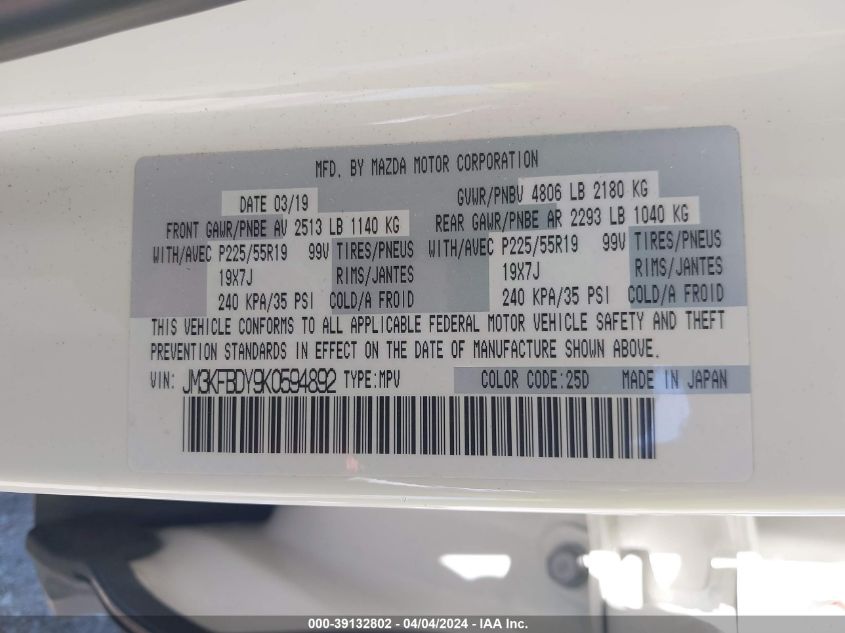 MFD. BY MAZDA MOTOR CORPORATION
DATE 03/19 GVWR/PNBV 4806 LB 2180 KG
FRONT GAWR/PNBE AV 2513 LB 1140 KG REAR GAWR/PNBE AR 2293 LB 1040 KG
WITH/AVEC P225/55R19 99V TIRES/PNEUS WITH/AVEC P225/55R19 99V TIRES/PNEUS
19X7J RIMS/JANTES 19X7J RIMS/JANTES
240 KPA/35 PSI COLD/A FROID 240 KPA/35 PSI COLD/A FROID
THIS VEHICLE CONFORMS TO ALL APPLICABLE FEDERAL MOTOR VEHICLE SAFETY AND THEFT
PREVENTION STANDARDS IN EFFECT ON THE DATE OF MANUFACTURE SHOWN ABOVE.
VIN: JM3KFBDY9K0594892 TYPE:MPV COLOR CODE:25D MADE IN JAPAN
000-39132802 - 04/04/2024 - IAA Inc.